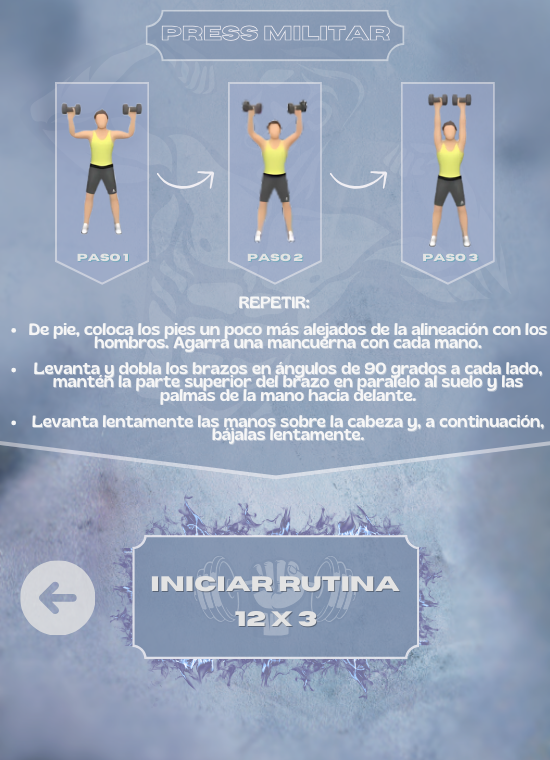 PRESS MILITAR
PASO 1
PASO 2
PASO 3
REPETIR:
• De pie, coloca los pies un poco más alejados de la alineación con los
hombros. Agarra una mancuerna con cada mano.
• Levanta y dobla los brazos en ángulos de 90 grados a cada lado,
mantén la parte superior del brazo en paralelo al suelo y las
palmas de la mano hacia delante.
• Levanta lentamente las manos sobre la cabeza y, a continuación,
bájalas lentamente.
INICIAR RUTINA
12 X 3